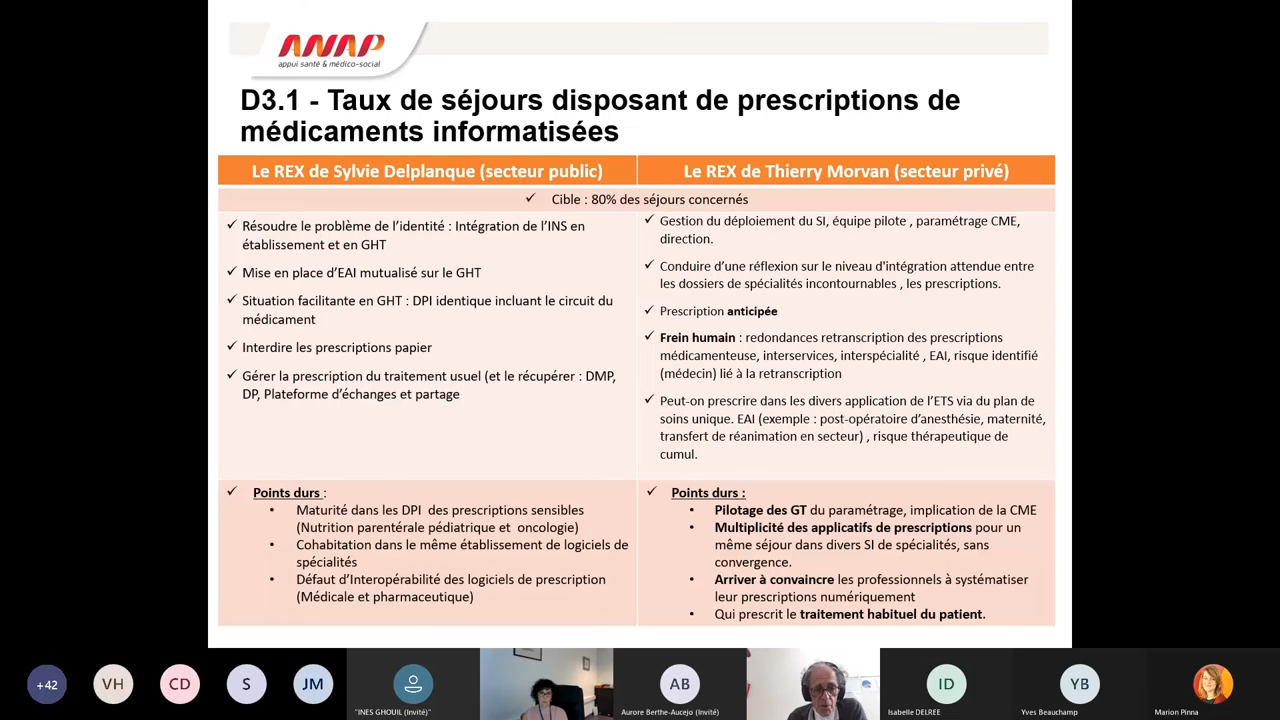 ANAP
appui santé & médico-social
D3.1 - Taux de séjours disposant de prescriptions de
médicaments informatisées
Le REX de Sylvie Delplanque (secteur public)
Le REX de Thierry Morvan (secteur privé)
✓ Cible : 80% des séjours concernés
✓ Résoudre le problème de l'identité : Intégration de l'INS en
établissement et en GHT
✓ Mise en place d'EAI mutualisé sur le GHT
✓ Situation facilitante en GHT : DPI identique incluant le circuit du
médicament
✓ Interdire les prescriptions papier
✓ Gérer la prescription du traitement usuel (et le récupérer : DMP,
DP, Plateforme d'échanges et partage
✓ Gestion du déploiement du SI, équipe pilote , paramétrage CME,
direction.
✓ Conduire d'une réflexion sur le niveau d'intégration attendue entre
les dossiers de spécialités incontournables , les prescriptions.
✓ Prescription anticipée
✓ Frein humain : redondances retranscription des prescriptions
médicamenteuse, interservices, interspécialité , EAI, risque identifié
(médecin) lié à la retranscription
✓ Peut-on prescrire dans les divers application de l'ETS via du plan de
soins unique. EAI (exemple : post-opératoire d'anesthésie, maternité,
transfert de réanimation en secteur) , risque thérapeutique de
cumul.
✓ Points durs :
• Maturité dans les DPI des prescriptions sensibles
(Nutrition parentérale pédiatrique et oncologie)
• Cohabitation dans le même établissement de logiciels de
spécialités
• Défaut d'Interopérabilité des logiciels de prescription
(Médicale et pharmaceutique)
✓ Points durs :
• Pilotage des GT du paramétrage, implication de la CME
• Multiplicité des applicatifs de prescriptions pour un
même séjour dans divers SI de spécialités, sans
convergence.
• Arriver à convaincre les professionnels à systématiser
leur prescriptions numériquement
• Qui prescrit le traitement habituel du patient.
+42
VH
CD
S
JM
"INES GHOUIL (Invité)"
AB
Aurore Berthe-Aucejo (Invité)
ID
Isabelle DELREE
YB
Yves Beauchamp
Marion Pinna